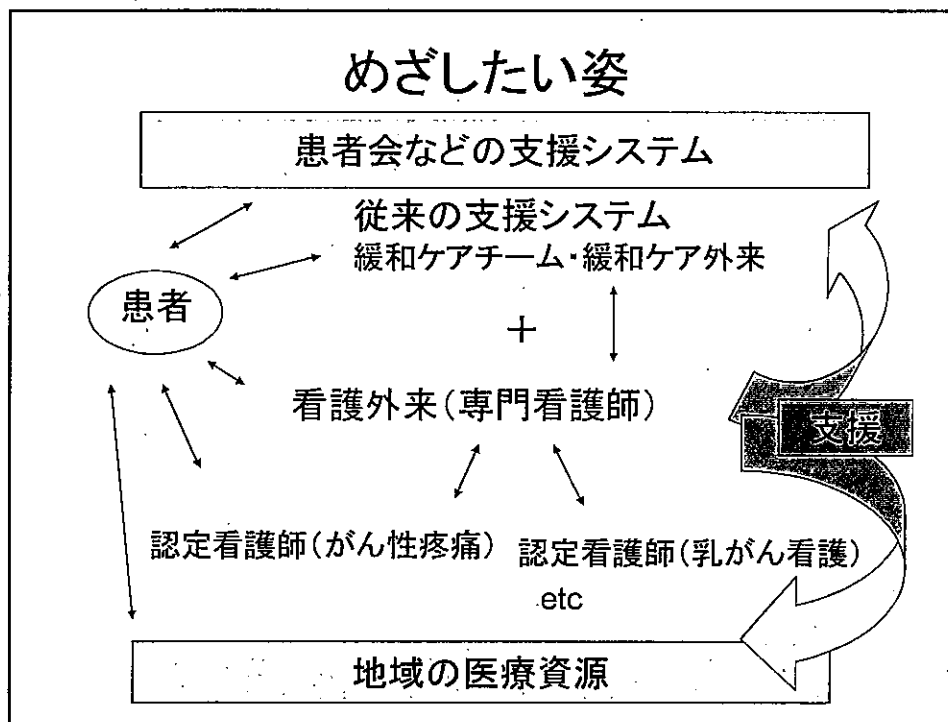 めざしたい姿
患者会などの支援システム
従来の支援システム
緩和ケアチーム・緩和ケア外来
患者
＋
看護外来(専門看護師)
支援
認定看護師(がん性疼痛)
認定看護師(乳がん看護)
etc
地域の医療資源